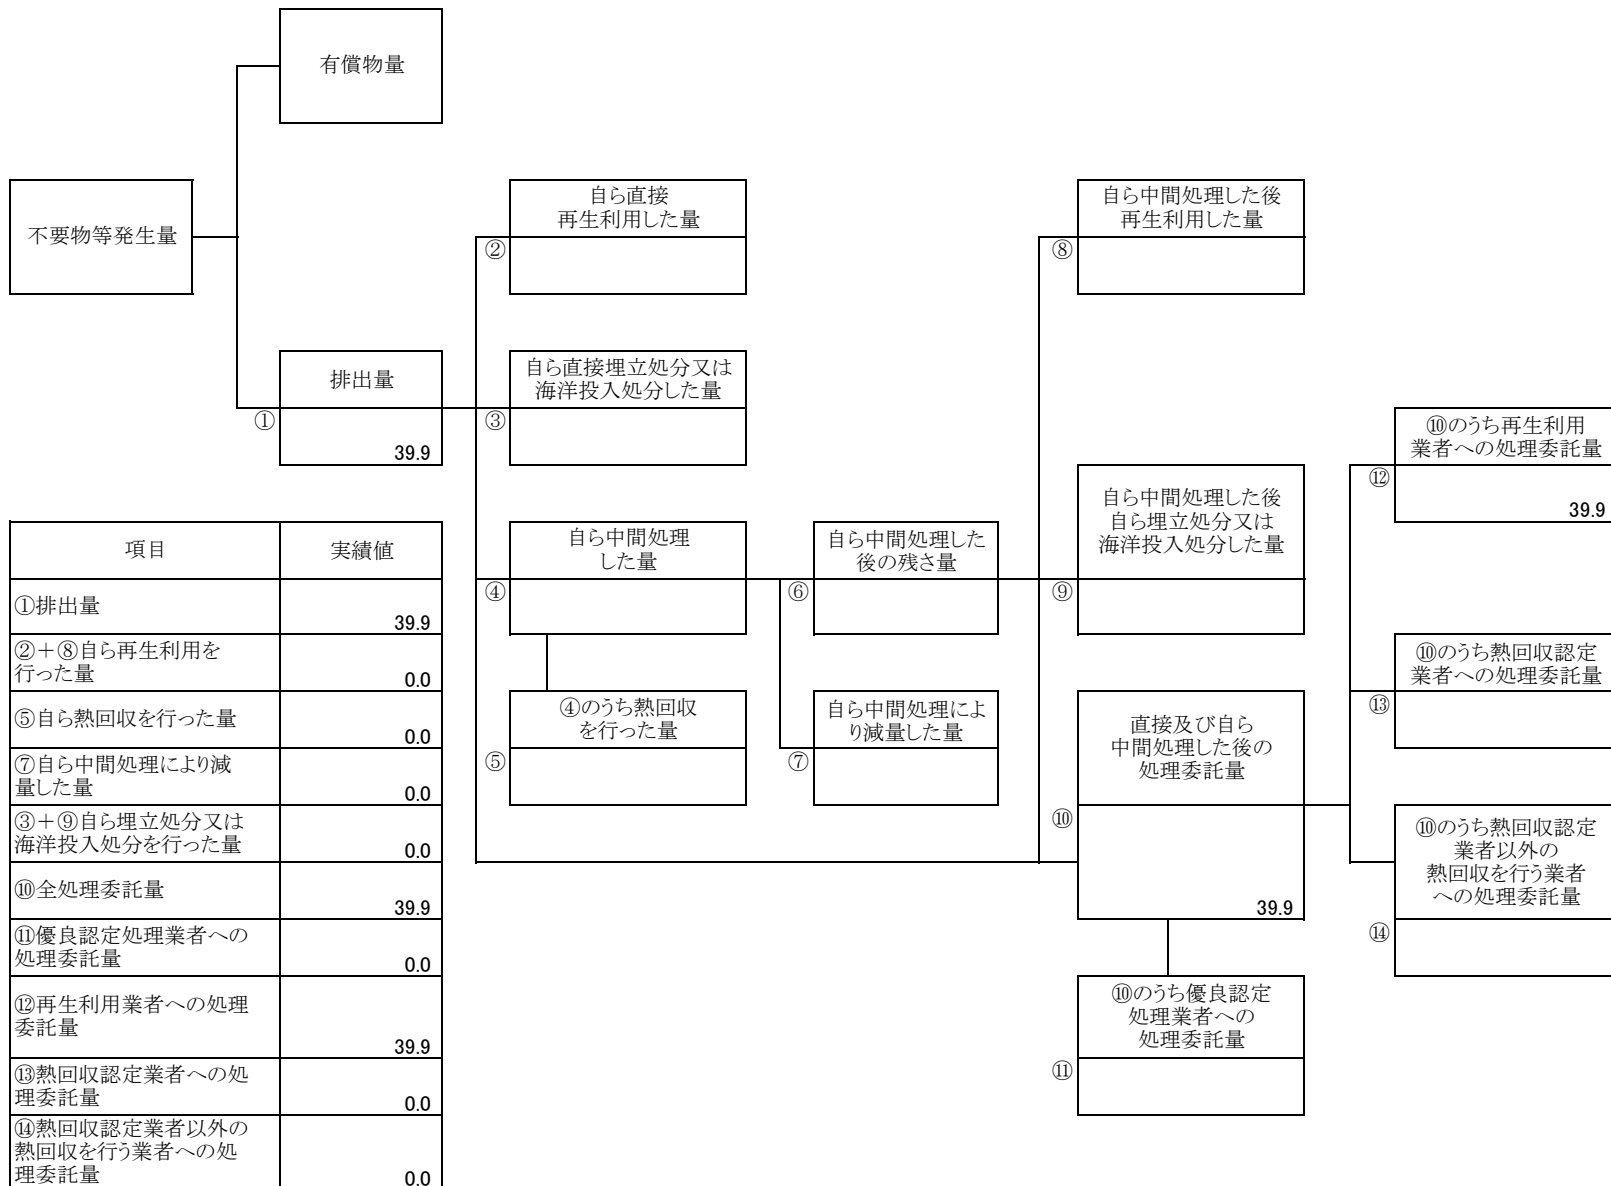 有償物量
不要物等発生量
自ら直接
再生利用した量
②
自ら中間処理した後
再生利用した量
⑧
排出量
①
39.9
自ら直接埋立処分又は
海洋投入処分した量
③
⑩のうち再生利用
業者への処理委託量
⑫
39.9
自ら中間処理
した量
④
自ら中間処理した
後の残さ量
⑥
自ら中間処理した後
自ら埋立処分又は
海洋投入処分した量
⑨
⑩のうち熱回収認定
業者への処理委託量
⑬
④のうち熱回収
を行った量
⑤
自ら中間処理によ
り減量した量
⑦
直接及び自ら
中間処理した後の
処理委託量
⑩
39.9
⑩のうち熱回収認定
業者以外の
熱回収を行う業者
への処理委託量
⑭
⑩のうち優良認定
処理業者への
処理委託量
⑪
項目 実績値
①排出量
39.9
②+⑧自ら再生利用を
行った量
0.0
⑤自ら熱回収を行った量
0.0
⑦自ら中間処理により減
量した量
0.0
③+⑨自ら埋立処分又は
海洋投入処分を行った量
0.0
⑩全処理委託量
39.9
⑪優良認定処理業者への
処理委託量
0.0
⑫再生利用業者への処理
委託量
39.9
⑬熱回収認定業者への処
理委託量
0.0
⑭熱回収認定業者以外の
熱回収を行う業者への処
理委託量
0.0